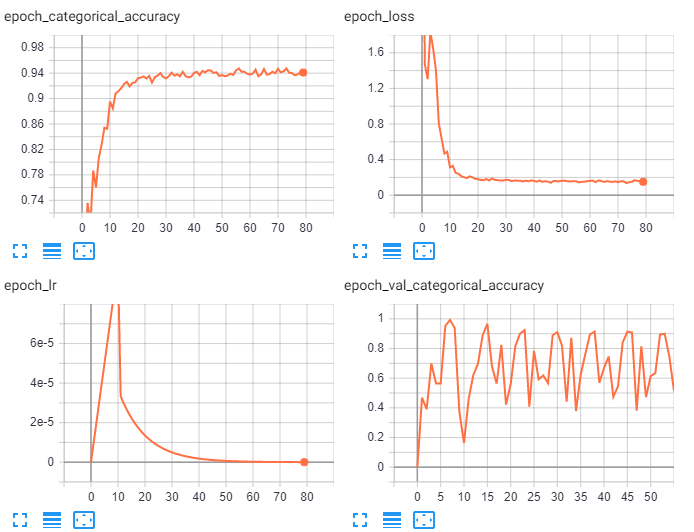 epoch_categorical_accuracy
0.98
0.94
0.9
0.86
0.82
0.78
0.74
0 10 20 30 40 50 60 70 80
epoch_loss
1.6
1.2
0.8
0.4
0
0 10 20 30 40 50 60 70 80
epoch_lr
6e-5
4e-5
2e-5
0
0 10 20 30 40 50 60 70 80
epoch_val_categorical_accuracy
1
0.8
0.6
0.4
0.2
0
0 5 10 15 20 25 30 35 40 45 50